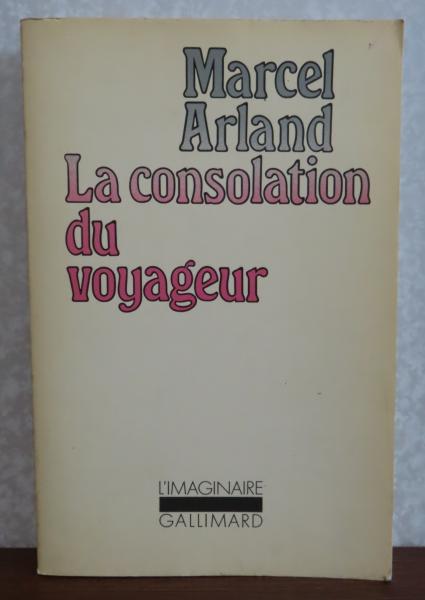 Marcel
Arland
La consolation
du
voyageur
L'IMAGINAIRE
GALLIMARD